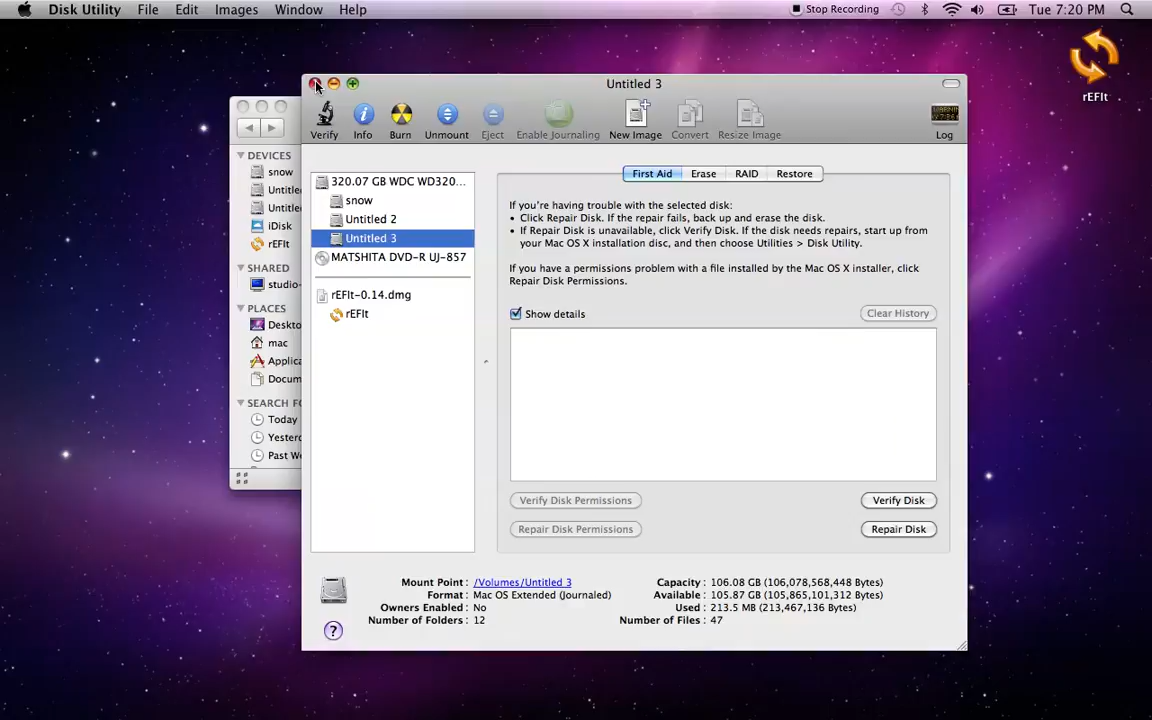 Disk Utility File Edit Images Window Help Stop Recording Tue 7:20 PM
rEFIt
Untitled 3
Verify Info Burn Unmount Eject Enable Journaling New Image Convert Resize Image Log
DEVICES
snow
Untitle
Untitle
iDisk
rEFIt
SHARED
studio-
PLACES
Deskto
mac
Applica
Docum
SEARCH FO
Today
Yesterd
Past We
320.07 GB WDC WD320...
snow
Untitled 2
Untitled 3
MATSHITA DVD-R UJ-857
rEFIt-0.14.dmg
rEFIt
First Aid Erase RAID Restore
If you're having trouble with the selected disk:
• Click Repair Disk. If the repair fails, back up and erase the disk.
• If Repair Disk is unavailable, click Verify Disk. If the disk needs repairs, start up from
your Mac OS X installation disc, and then choose Utilities > Disk Utility.
If you have a permissions problem with a file installed by the Mac OS X installer, click
Repair Disk Permissions.
Show details Clear History
Verify Disk Permissions Verify Disk
Repair Disk Permissions Repair Disk
Mount Point : /Volumes/Untitled 3 Capacity : 106.08 GB (106,078,568,448 Bytes)
Format : Mac OS Extended (Journaled) Available : 105.87 GB (105,865,101,312 Bytes)
Owners Enabled : No Used : 213.5 MB (213,467,136 Bytes)
Number of Folders : 12 Number of Files : 47
?